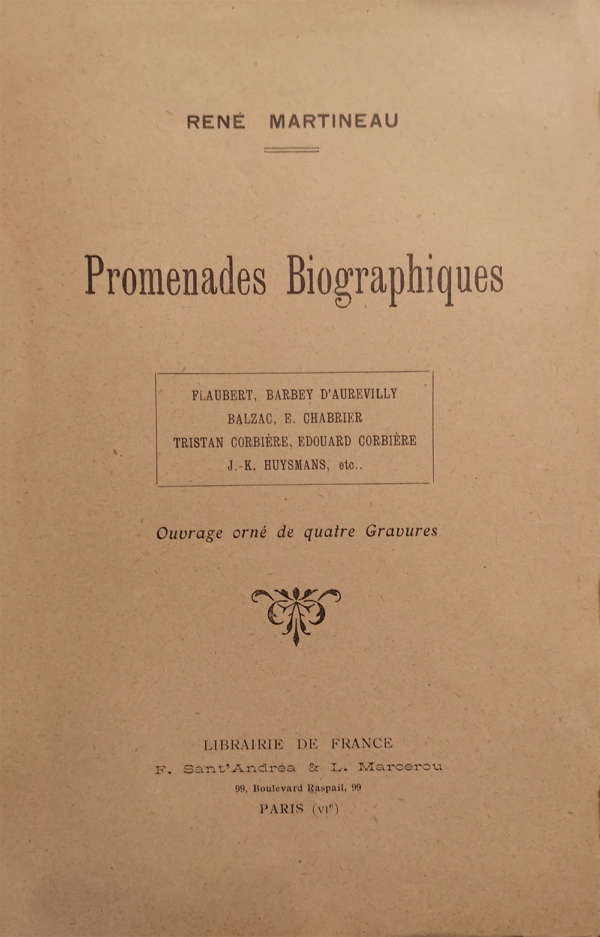 RENÉ MARTINEAU
Promenades Biographiques
FLAUBERT, BARBEY D'AUREVILLY
BALZAC, E. CHABRIER
TRISTAN CORBIÈRE, EDOUARD CORBIÈRE
J.-K. HUYSMANS, etc..
Ouvrage orné de quatre Gravures
LIBRAIRIE DE FRANCE
F. Sant'Andréa & L. Marcerou
99, Boulevard Raspail, 99
PARIS (VIe)